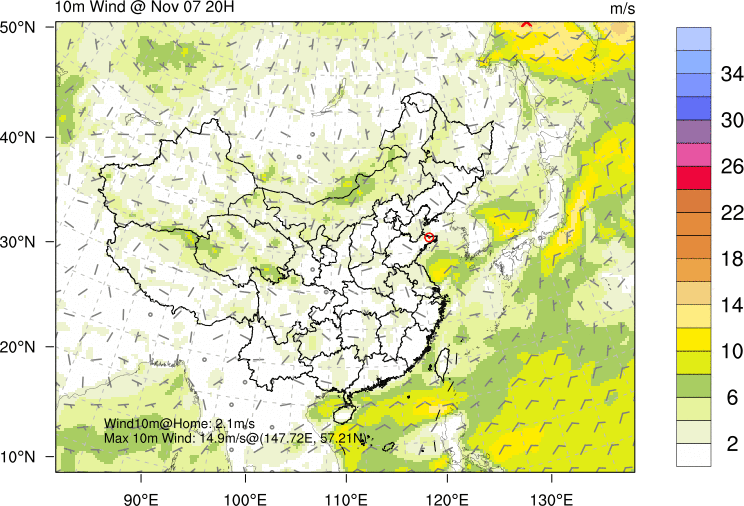 10m Wind @ Nov 07 20H
m/s
50°N
40°N
30°N
20°N
10°N
90°E
100°E
110°E
120°E
130°E
34
30
26
22
18
14
10
6
2
Wind10m@Home: 2.1m/s
Max 10m Wind: 14.9m/s@(147.72E, 57.21N)